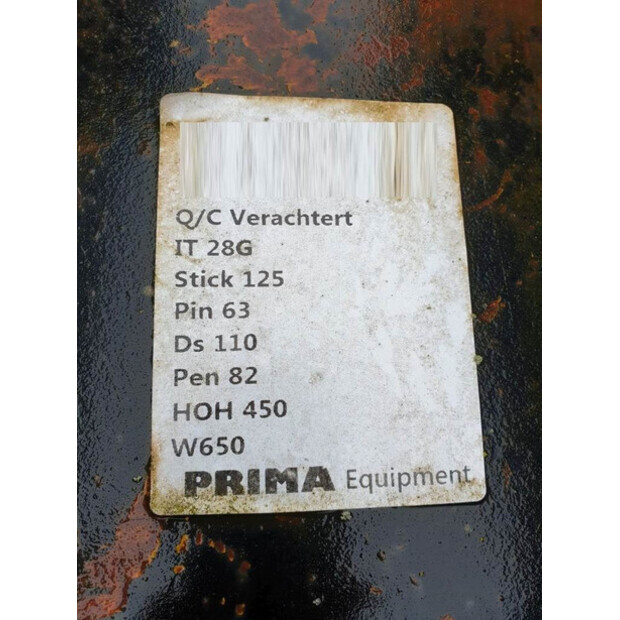 Q/C Verachtert
IT 28G
Stick 125
Pin 63
Ds 110
Pen 82
HOH 450
W650
PRIMA Equipment